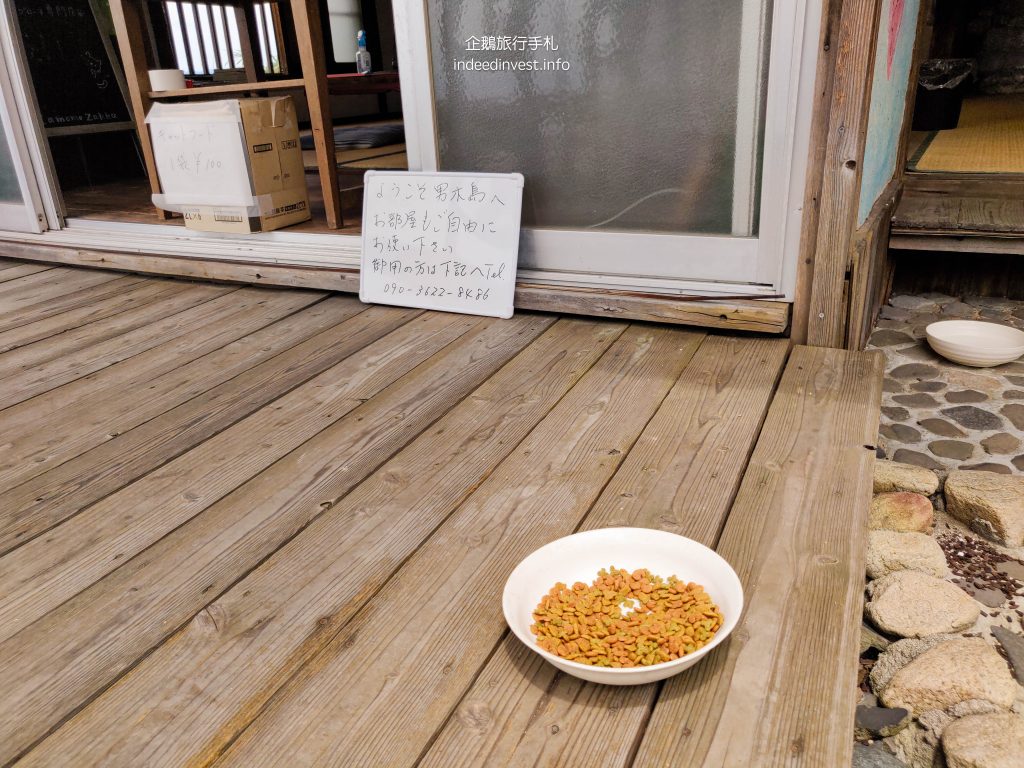 企鵝旅行手札
indeedinvest.info
キャットフード
1袋 ¥100
ようこそ男木島へ
お部屋もご自由に
お使い下さい
御用の方は下記へTel
090-3622-8486